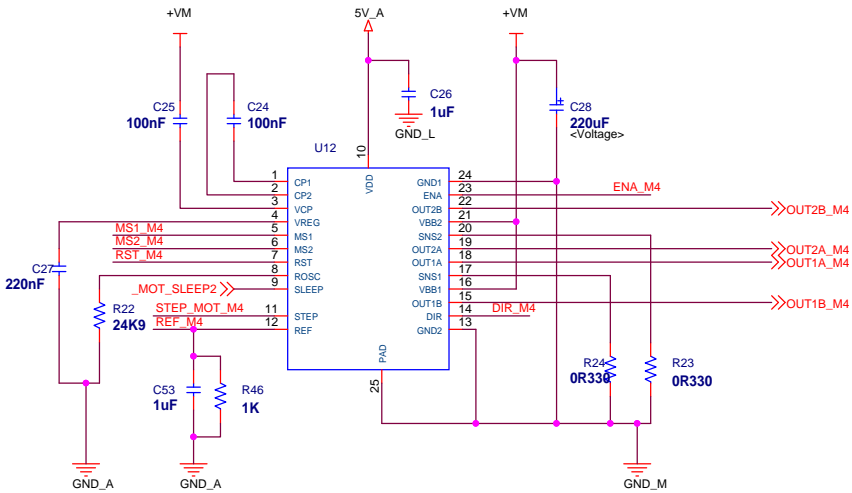 +VM
5V_A
+VM
C25
100nF
C24
100nF
C26
1uF
GND_L
C28
220uF
<Voltage>
U12
10
VDD
1 CP1
2 CP2
3 VCP
4 VREG
MS1_M4 5 MS1
MS2_M4 6 MS2
RST_M4 7 RST
8 ROSC
_MOT_SLEEP2 9 SLEEP
STEP_MOT_M4 11 STEP
REF_M4 12 REF
GND1 24
ENA 23 ENA_M4
OUT2B 22 OUT2B_M4
VBB2 21
SNS2 20
OUT2A 19 OUT2A_M4
OUT1A 18 OUT1A_M4
SNS1 17
VBB1 16
OUT1B 15 OUT1B_M4
DIR 14 DIR_M4
GND2 13
PAD
25
C27
220nF
R22
24K9
C53
1uF
R46
1K
R24
0R330
R23
0R330
GND_A
GND_A
GND_M